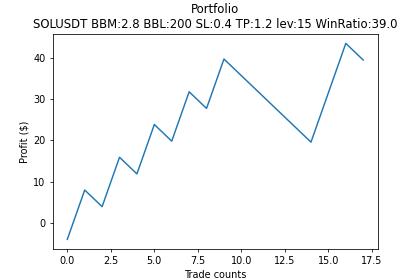 Portfolio
SOLUSDT BBM:2.8 BBL:200 SL:0.4 TP:1.2 lev:15 WinRatio:39.0
40
30
20
10
0
Profit ($)
0.0 2.5 5.0 7.5 10.0 12.5 15.0 17.5
Trade counts